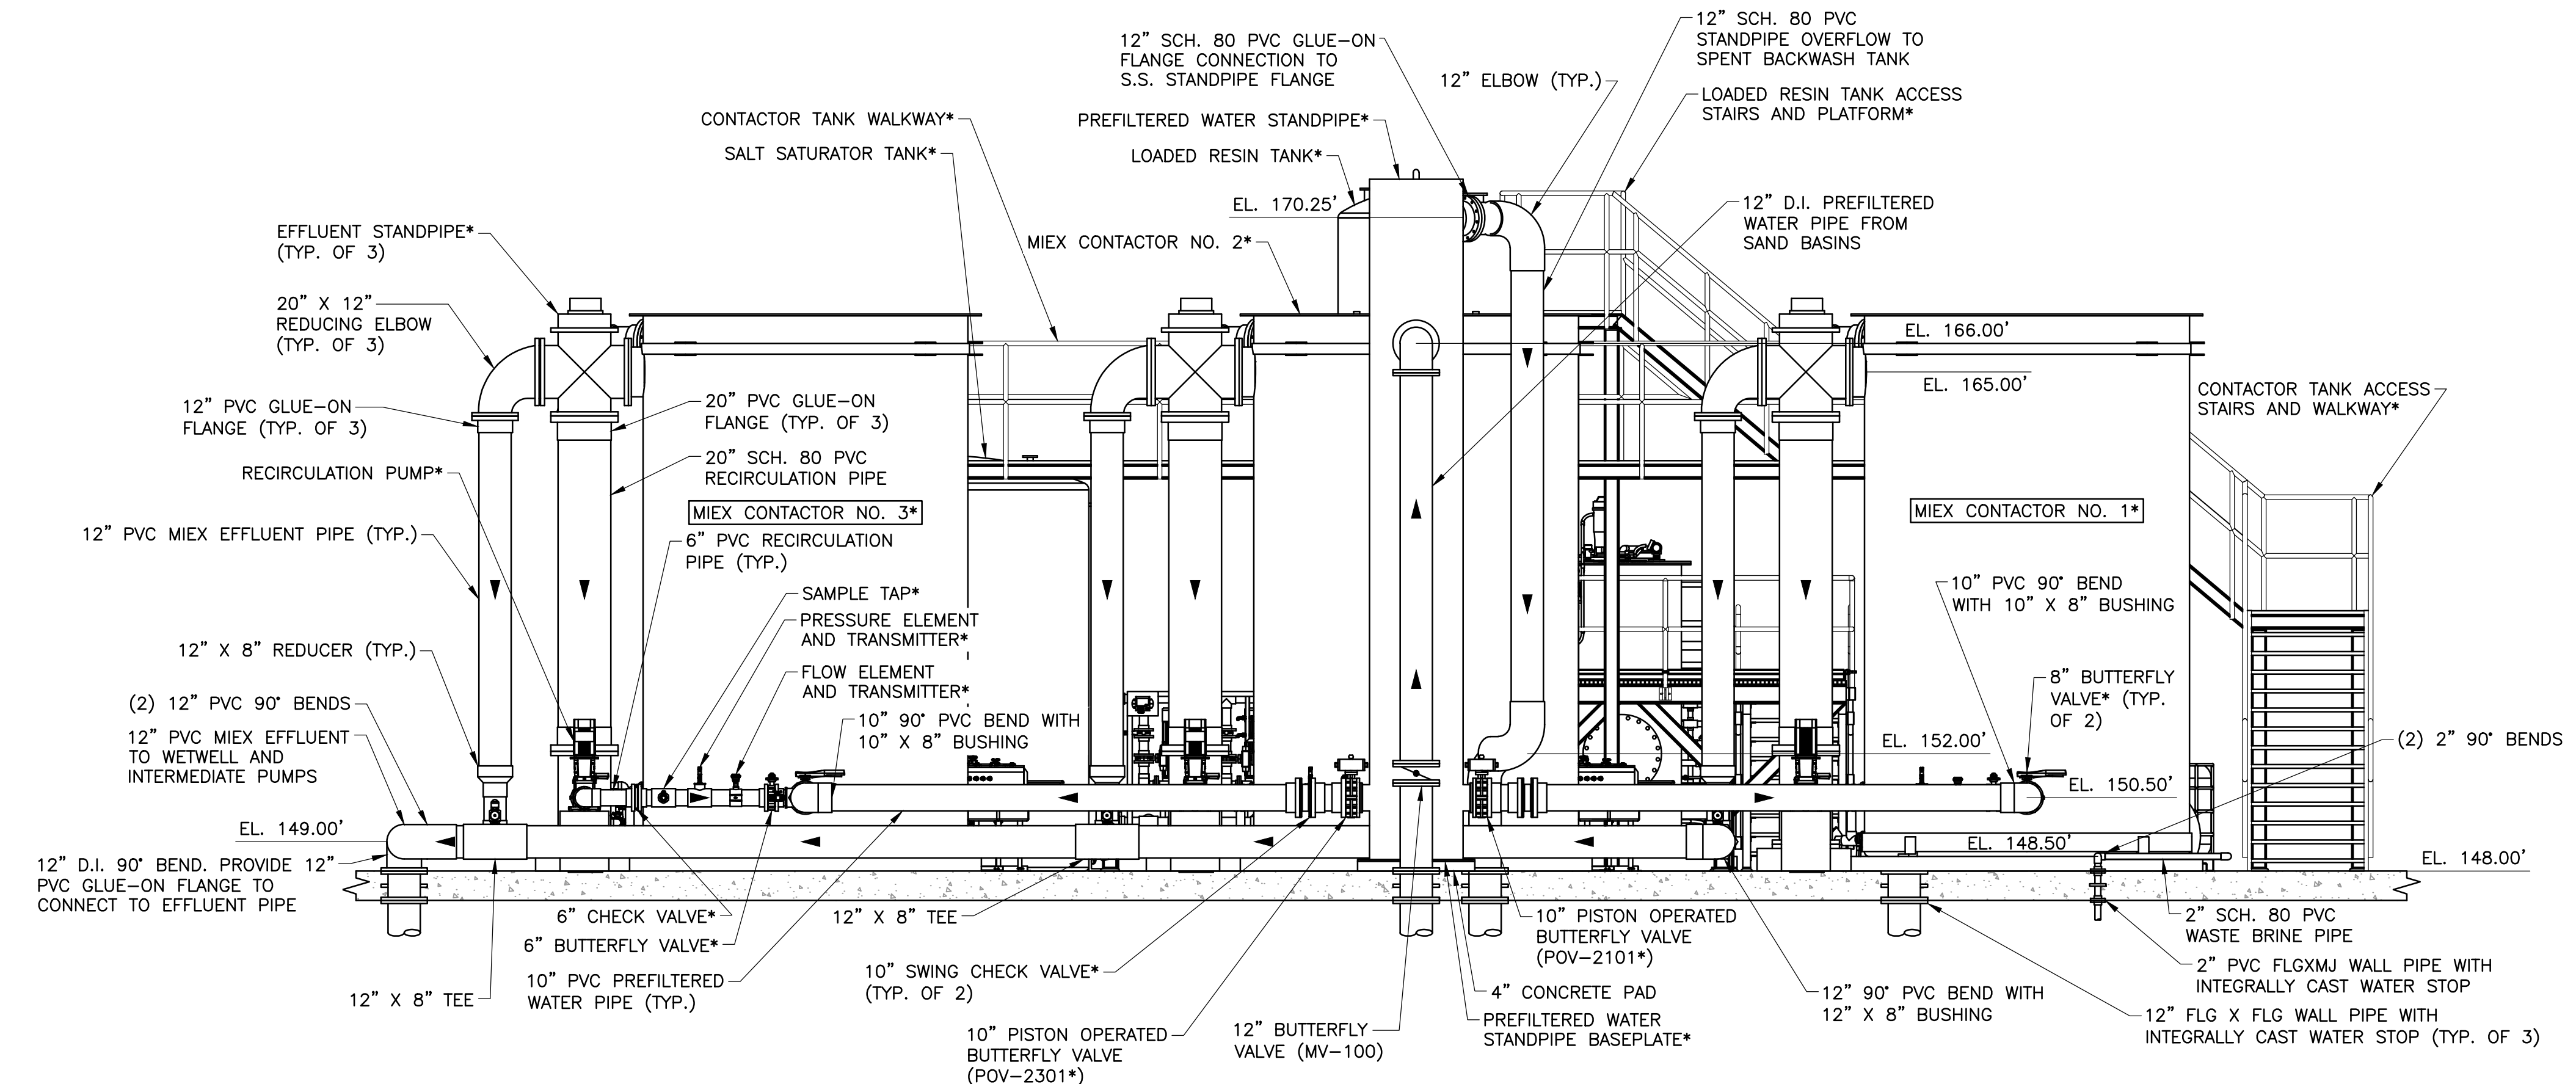 12” SCH. 80 PVC
STANDPIPE OVERFLOW TO
SPENT BACKWASH TANK
12” SCH. 80 PVC GLUE-ON
FLANGE CONNECTION TO
S.S. STANDPIPE FLANGE
12” ELBOW (TYP.)
LOADED RESIN TANK ACCESS
STAIRS AND PLATFORM*
CONTACTOR TANK WALKWAY*
PREFILTERED WATER STANDPIPE*
SALT SATURATOR TANK*
LOADED RESIN TANK*
EL. 170.25’
12” D.I. PREFILTERED
WATER PIPE FROM
SAND BASINS
EFFLUENT STANDPIPE*
(TYP. OF 3)
MIEX CONTACTOR NO. 2*
20” X 12”
REDUCING ELBOW
(TYP. OF 3)
EL. 166.00’
EL. 165.00’
CONTACTOR TANK ACCESS
STAIRS AND WALKWAY*
12” PVC GLUE-ON
FLANGE (TYP. OF 3)
20” PVC GLUE-ON
FLANGE (TYP. OF 3)
RECIRCULATION PUMP*
20” SCH. 80 PVC
RECIRCULATION PIPE
MIEX CONTACTOR NO. 3*
MIEX CONTACTOR NO. 1*
12” PVC MIEX EFFLUENT PIPE (TYP.)
6” PVC RECIRCULATION
PIPE (TYP.)
SAMPLE TAP*
PRESSURE ELEMENT
AND TRANSMITTER*
FLOW ELEMENT
AND TRANSMITTER*
10” PVC 90° BEND
WITH 10” X 8” BUSHING
12” X 8” REDUCER (TYP.)
8” BUTTERFLY
VALVE* (TYP.
OF 2)
(2) 12” PVC 90° BENDS
10” 90° PVC BEND WITH
10” X 8” BUSHING
12” PVC MIEX EFFLUENT
TO WETWELL AND
INTERMEDIATE PUMPS
EL. 152.00’
(2) 2” 90° BENDS
EL. 150.50’
EL. 149.00’
EL. 148.50’
EL. 148.00’
12” D.I. 90° BEND. PROVIDE 12”
PVC GLUE-ON FLANGE TO
CONNECT TO EFFLUENT PIPE
6” CHECK VALVE*
12” X 8” TEE
10” PISTON OPERATED
BUTTERFLY VALVE
(POV-2101*)
2” SCH. 80 PVC
WASTE BRINE PIPE
6” BUTTERFLY VALVE*
10” SWING CHECK VALVE*
(TYP. OF 2)
2” PVC FLGXMJ WALL PIPE WITH
INTEGRALLY CAST WATER STOP
10” PVC PREFILTERED
WATER PIPE (TYP.)
12” X 8” TEE
4” CONCRETE PAD
12” 90° PVC BEND WITH
12” X 8” BUSHING
12” FLG X FLG WALL PIPE WITH
INTEGRALLY CAST WATER STOP (TYP. OF 3)
PREFILTERED WATER
STANDPIPE BASEPLATE*
10” PISTON OPERATED
BUTTERFLY VALVE
(POV-2301*)
12” BUTTERFLY
VALVE (MV-100)